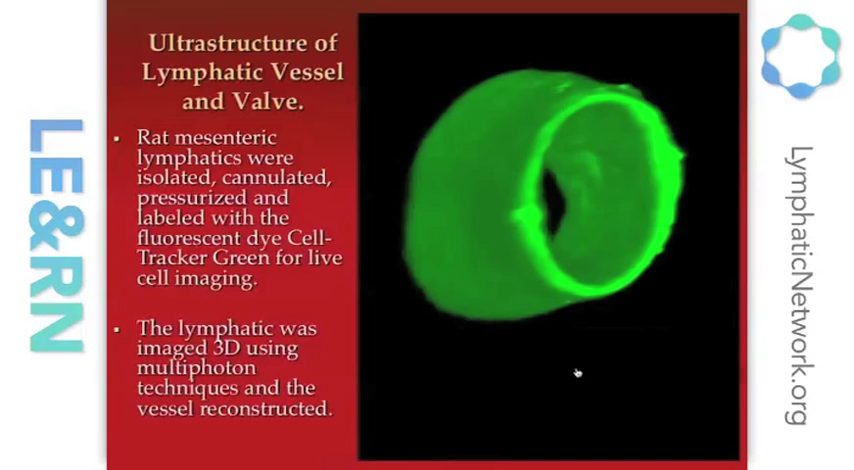 Ultrastructure of
Lymphatic Vessel
and Valve.
Rat mesenteric
lymphatics were
isolated, cannulated,
pressurized and
labeled with the
fluorescent dye Cell-
Tracker Green for live
cell imaging.
The lymphatic was
imaged 3D using
multiphoton
techniques and the
vessel reconstructed.
LE&RN
LymphaticNetwork.org